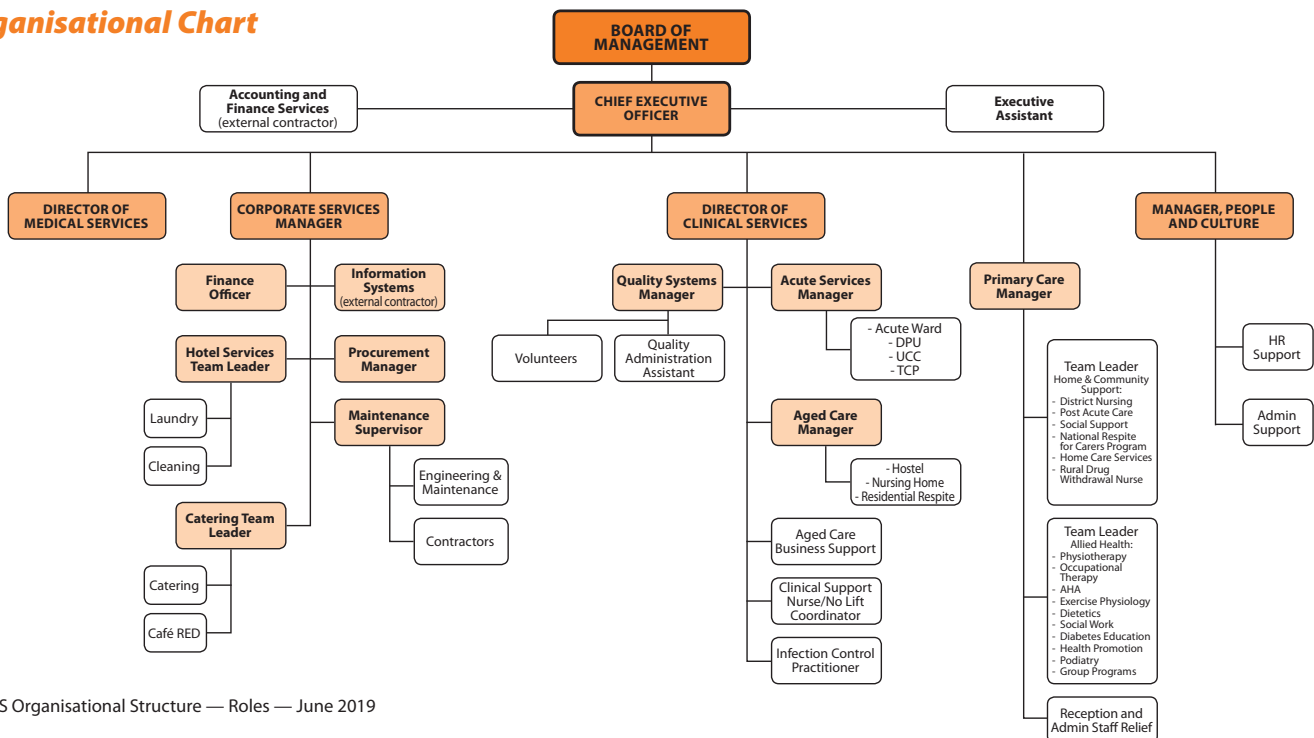 ganisational Chart
BOARD OF
MANAGEMENT
Accounting and
Finance Services
(external contractor)
CHIEF EXECUTIVE
OFFICER
Executive
Assistant
DIRECTOR OF
MEDICAL SERVICES
CORPORATE SERVICES
MANAGER
DIRECTOR OF
CLINICAL SERVICES
MANAGER, PEOPLE
AND CULTURE
Finance
Officer
Information
Systems
(external contractor)
Quality Systems
Manager
Acute Services
Manager
Primary Care
Manager
Hotel Services
Team Leader
Procurement
Manager
Volunteers
Quality
Administration
Assistant
- Acute Ward
- DPU
- UCC
- TCP
HR
Support
Laundry
Cleaning
Maintenance
Supervisor
Aged Care
Manager
Team Leader
Home & Community
Support:
- District Nursing
- Post Acute Care
- Social Support
- National Respite
for Carers Program
- Home Care Services
- Rural Drug
Withdrawal Nurse
Admin
Support
Engineering &
Maintenance
- Hostel
- Nursing Home
- Residential Respite
Catering Team
Leader
Contractors
Aged Care
Business Support
Team Leader
Allied Health:
- Physiotherapy
- Occupational
Therapy
- AHA
- Exercise Physiology
- Dietetics
- Social Work
- Diabetes Education
- Health Promotion
- Podiatry
- Group Programs
Catering
Café RED
Clinical Support
Nurse/No Lift
Coordinator
Infection Control
Practitioner
S Organisational Structure — Roles — June 2019
Reception and
Admin Staff Relief